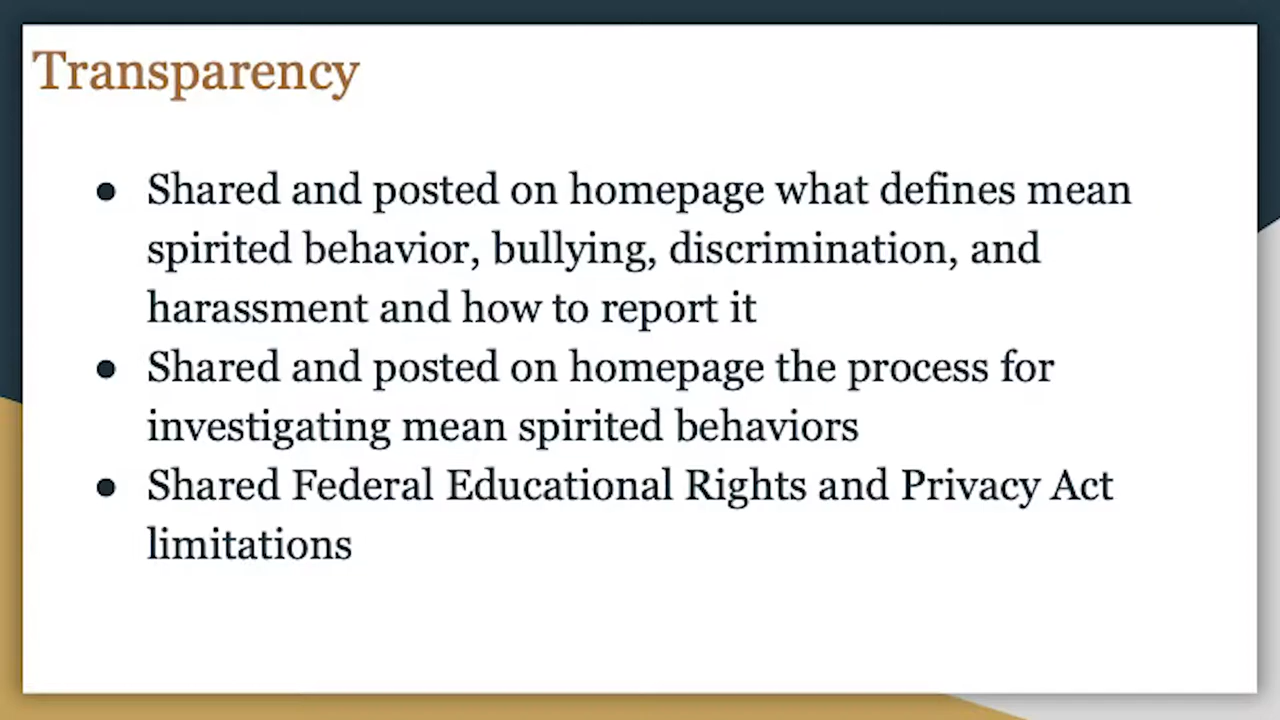 Transparency
● Shared and posted on homepage what defines mean
spirited behavior, bullying, discrimination, and
harassment and how to report it
● Shared and posted on homepage the process for
investigating mean spirited behaviors
● Shared Federal Educational Rights and Privacy Act
limitations